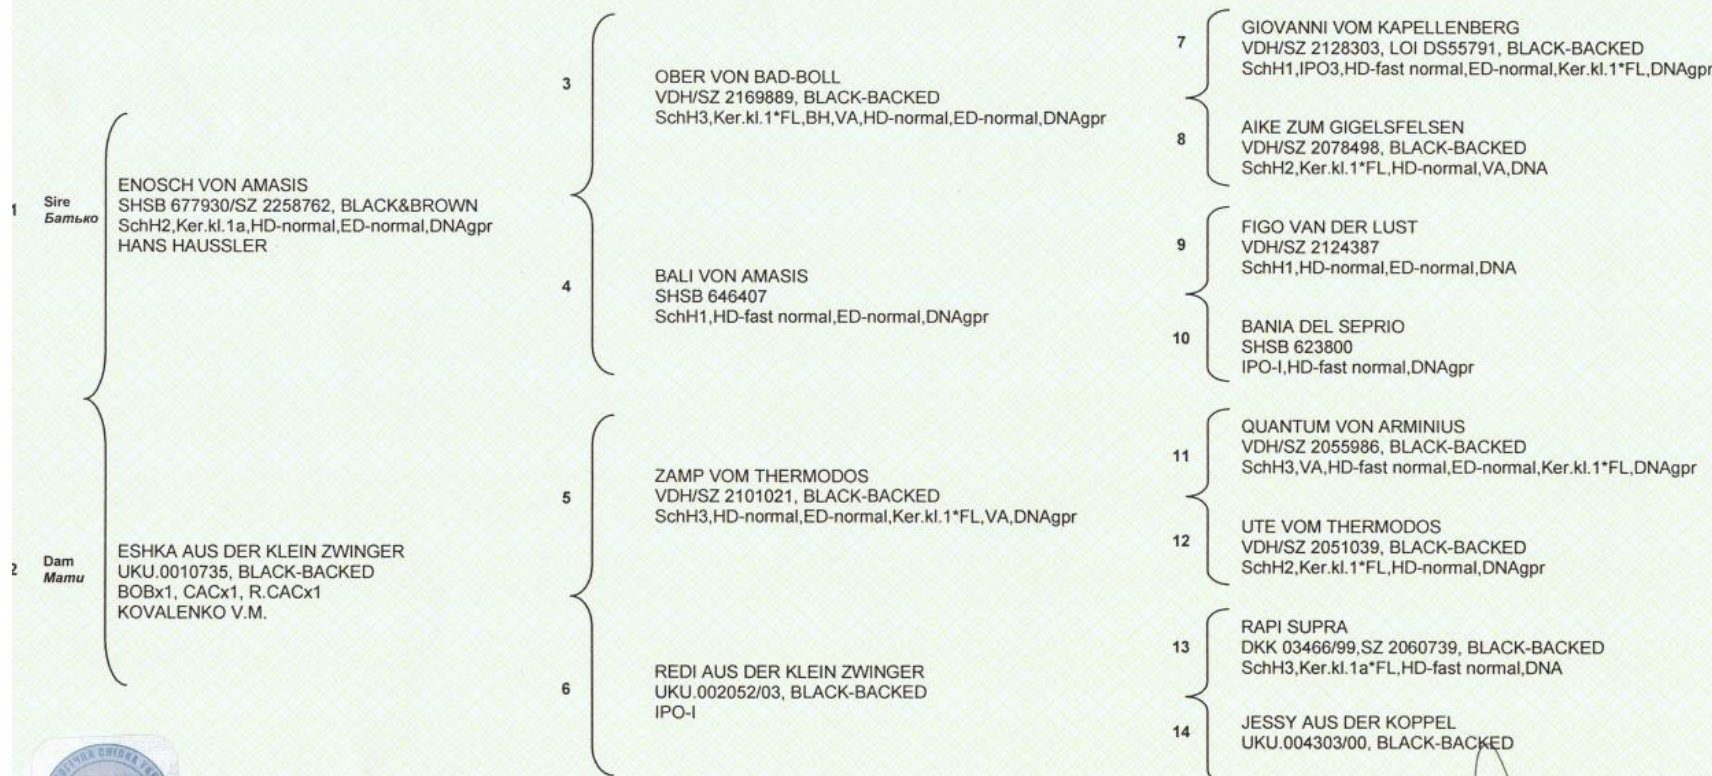 1 Sire
Батько
ENOSCH VON AMASIS
SHSB 677930/SZ 2258762, BLACK&BROWN
SchH2,Ker.kl.1a,HD-normal,ED-normal,DNAgpr
HANS HAUSSLER
2 Dam
Мати
ESHKA AUS DER KLEIN ZWINGER
UKU.0010735, BLACK-BACKED
BOBx1, CACx1, R.CACx1
KOVALENKO V.M.
3
OBER VON BAD-BOLL
VDH/SZ 2169889, BLACK-BACKED
SchH3,Ker.kl.1*FL,BH,VA,HD-normal,ED-normal,DNAgpr
4
BALI VON AMASIS
SHSB 646407
SchH1,HD-fast normal,ED-normal,DNAgpr
5
ZAMP VOM THERMODOS
VDH/SZ 2101021, BLACK-BACKED
SchH3,HD-normal,ED-normal,Ker.kl.1*FL,VA,DNAgpr
6
REDI AUS DER KLEIN ZWINGER
UKU.002052/03, BLACK-BACKED
IPO-I
7
GIOVANNI VOM KAPELLENBERG
VDH/SZ 2128303, LOI DS55791, BLACK-BACKED
SchH1,IPO3,HD-fast normal,ED-normal,Ker.kl.1*FL,DNAgpr
8
AIKE ZUM GIGELSFELSEN
VDH/SZ 2078498, BLACK-BACKED
SchH2,Ker.kl.1*FL,HD-normal,VA,DNA
9
FIGO VAN DER LUST
VDH/SZ 2124387
SchH1,HD-normal,ED-normal,DNA
10
BANIA DEL SEPRIO
SHSB 623800
IPO-I,HD-fast normal,DNAgpr
11
QUANTUM VON ARMINIUS
VDH/SZ 2055986, BLACK-BACKED
SchH3,VA,HD-fast normal,ED-normal,Ker.kl.1*FL,DNAgpr
12
UTE VOM THERMODOS
VDH/SZ 2051039, BLACK-BACKED
SchH2,Ker.kl.1*FL,HD-normal,DNAgpr
13
RAPI SUPRA
DKK 03466/99,SZ 2060739, BLACK-BACKED
SchH3,Ker.kl.1a*FL,HD-fast normal,DNA
14
JESSY AUS DER KOPPEL
UKU.004303/00, BLACK-BACKED